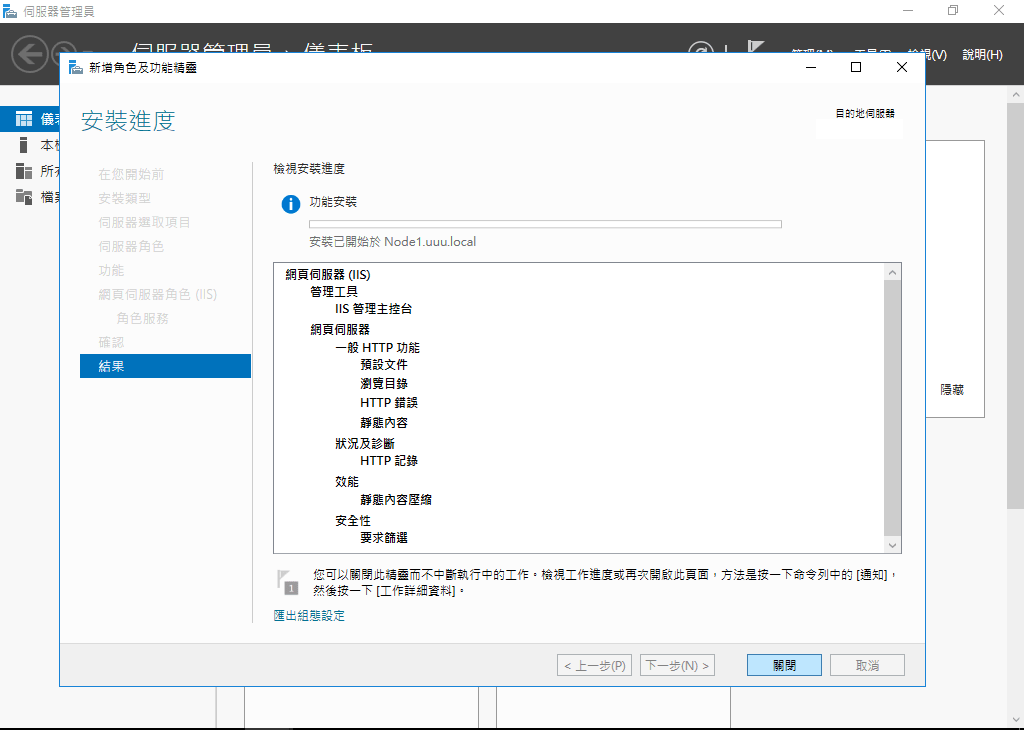 伺服器管理員
伺服器管理員 · 儀表板
管理(M) 工具(T) 檢視(V) 說明(H)
新增角色及功能精靈
安裝進度
目的地伺服器
在您開始前
安裝類型
伺服器選取項目
伺服器角色
功能
網頁伺服器角色 (IIS)
角色服務
確認
結果
檢視安裝進度
功能安裝
安裝已開始於 Node1.uuu.local
網頁伺服器 (IIS)
管理工具
IIS 管理主控台
網頁伺服器
一般 HTTP 功能
預設文件
瀏覽目錄
HTTP 錯誤
靜態內容
狀況及診斷
HTTP 記錄
效能
靜態內容壓縮
安全性
要求篩選
隱藏
1
您可以關閉此精靈而不中斷執行中的工作。檢視工作進度或再次開啟此頁面，方法是按一下命令列中的 [通知]，
然後按一下 [工作詳細資料]。
匯出組態設定
< 上一步(P) 下一步(N) > 關閉 取消